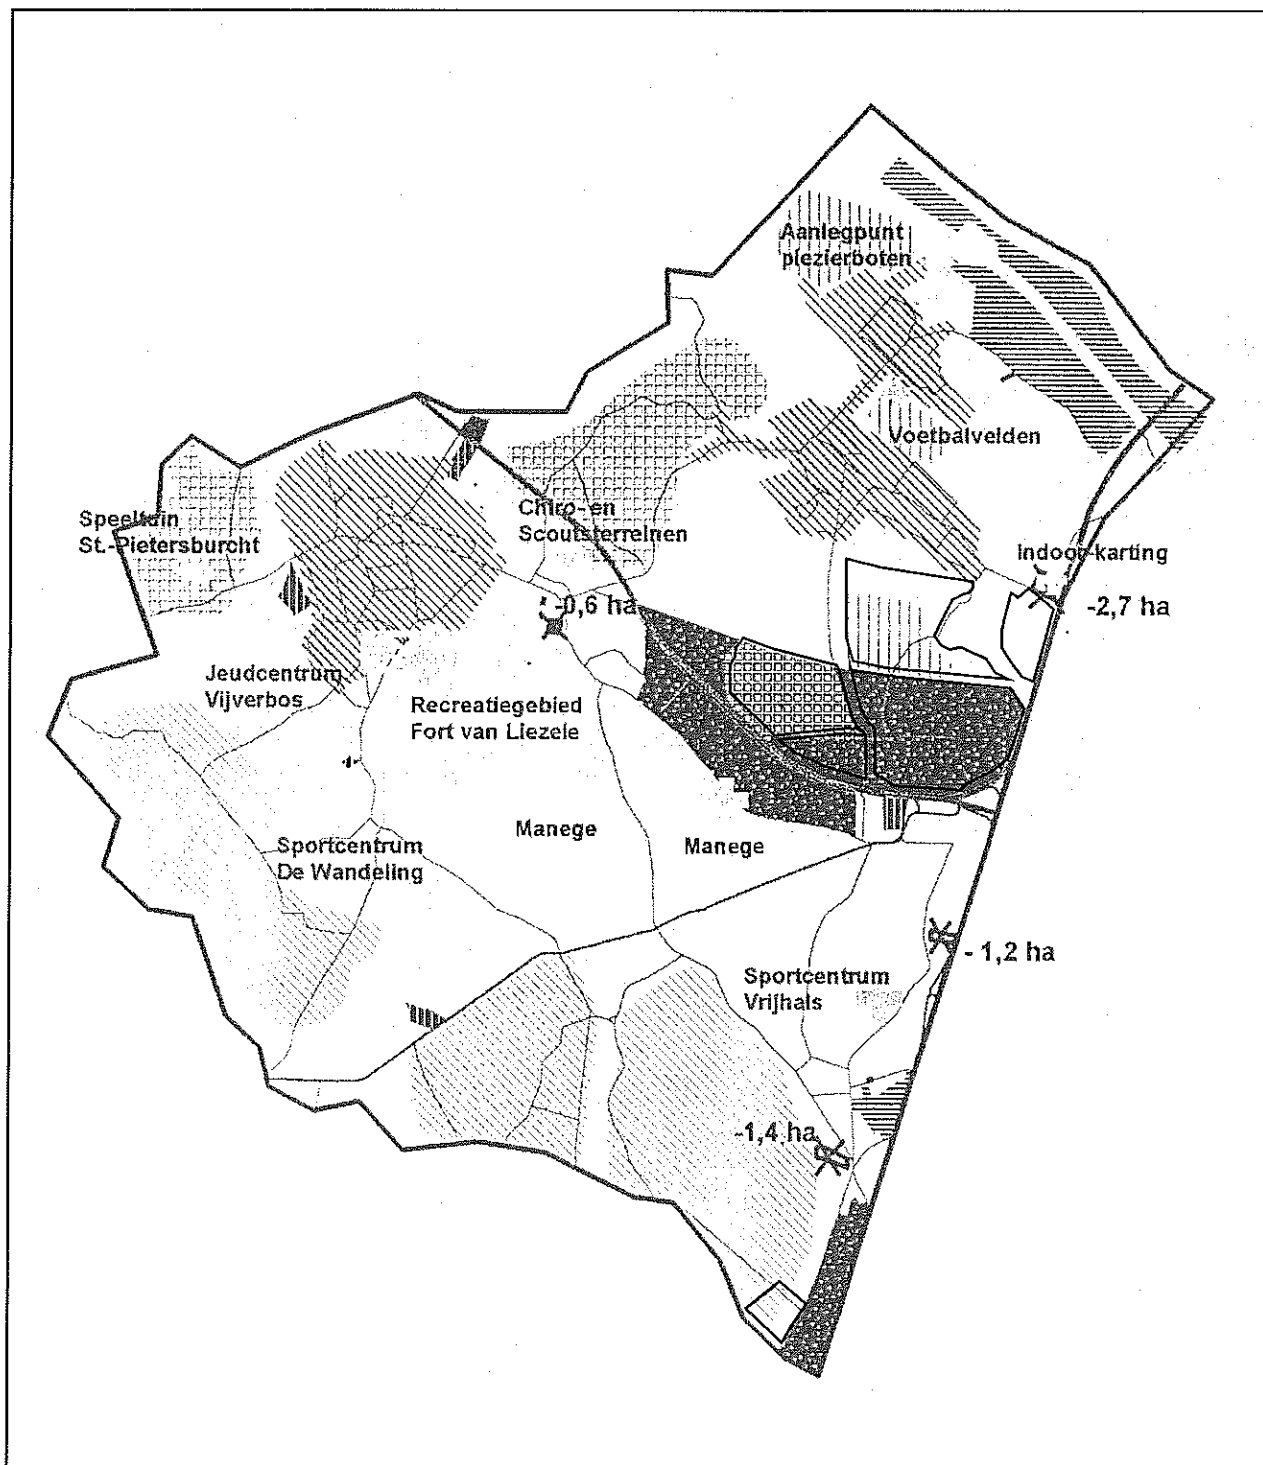 Aanlegpunt
plezierboten
Voetbalvelden
Speeltuin
St.-Pietersburcht
Chiro- en
Scoutsterreinen
Indoor-karting
-0,6 ha
-2,7 ha
Jeudcentrum
Vijverbos
Recreatiegebied
Fort van Liezele
Manege
Manege
Sportcentrum
De Wandeling
- 1,2 ha
Sportcentrum
Vrijhals
-1,4 ha